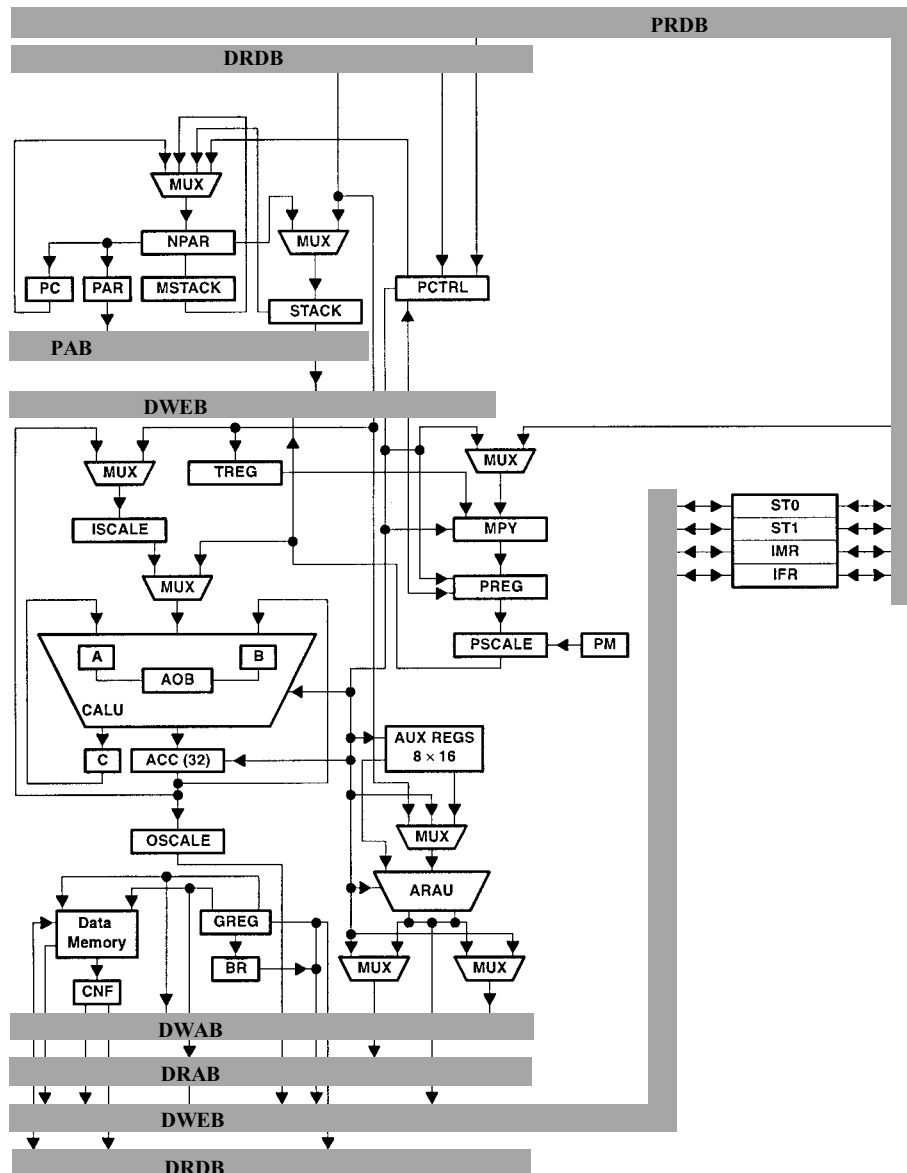 PRDB
DRDB
MUX
NPAR
MUX
PC
PAR
MSTACK
PCTRL
STACK
PAB
DWEB
MUX
TREG
MUX
ISCALE
MPY
ST0
ST1
IMR
IFR
MUX
PREG
PSCALE
PM
A
B
AOB
CALU
C
ACC (32)
AUX REGS
8 × 16
MUX
OSCALE
ARAU
Data
Memory
GREG
BR
MUX
MUX
CNF
DWAB
DRAB
DWEB
DRDB